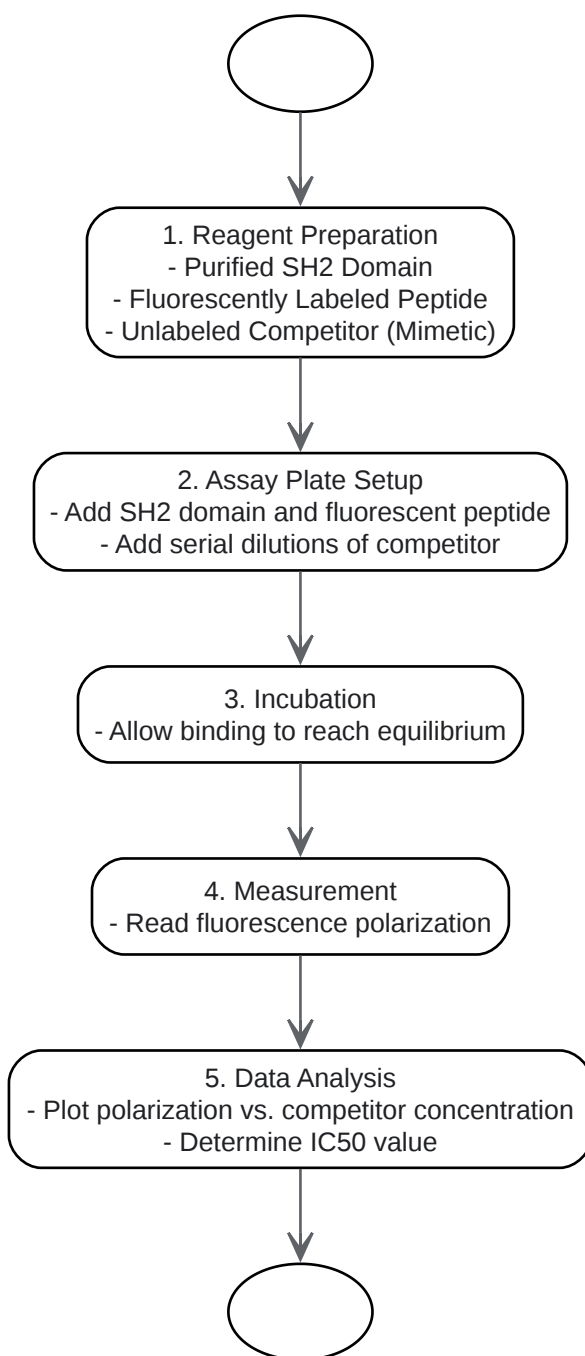 1. Reagent Preparation
- Purified SH2 Domain
- Fluorescently Labeled Peptide
- Unlabeled Competitor (Mimetic)
2. Assay Plate Setup
- Add SH2 domain and fluorescent peptide
- Add serial dilutions of competitor
3. Incubation
- Allow binding to reach equilibrium
4. Measurement
- Read fluorescence polarization
5. Data Analysis
- Plot polarization vs. competitor concentration
- Determine IC50 value